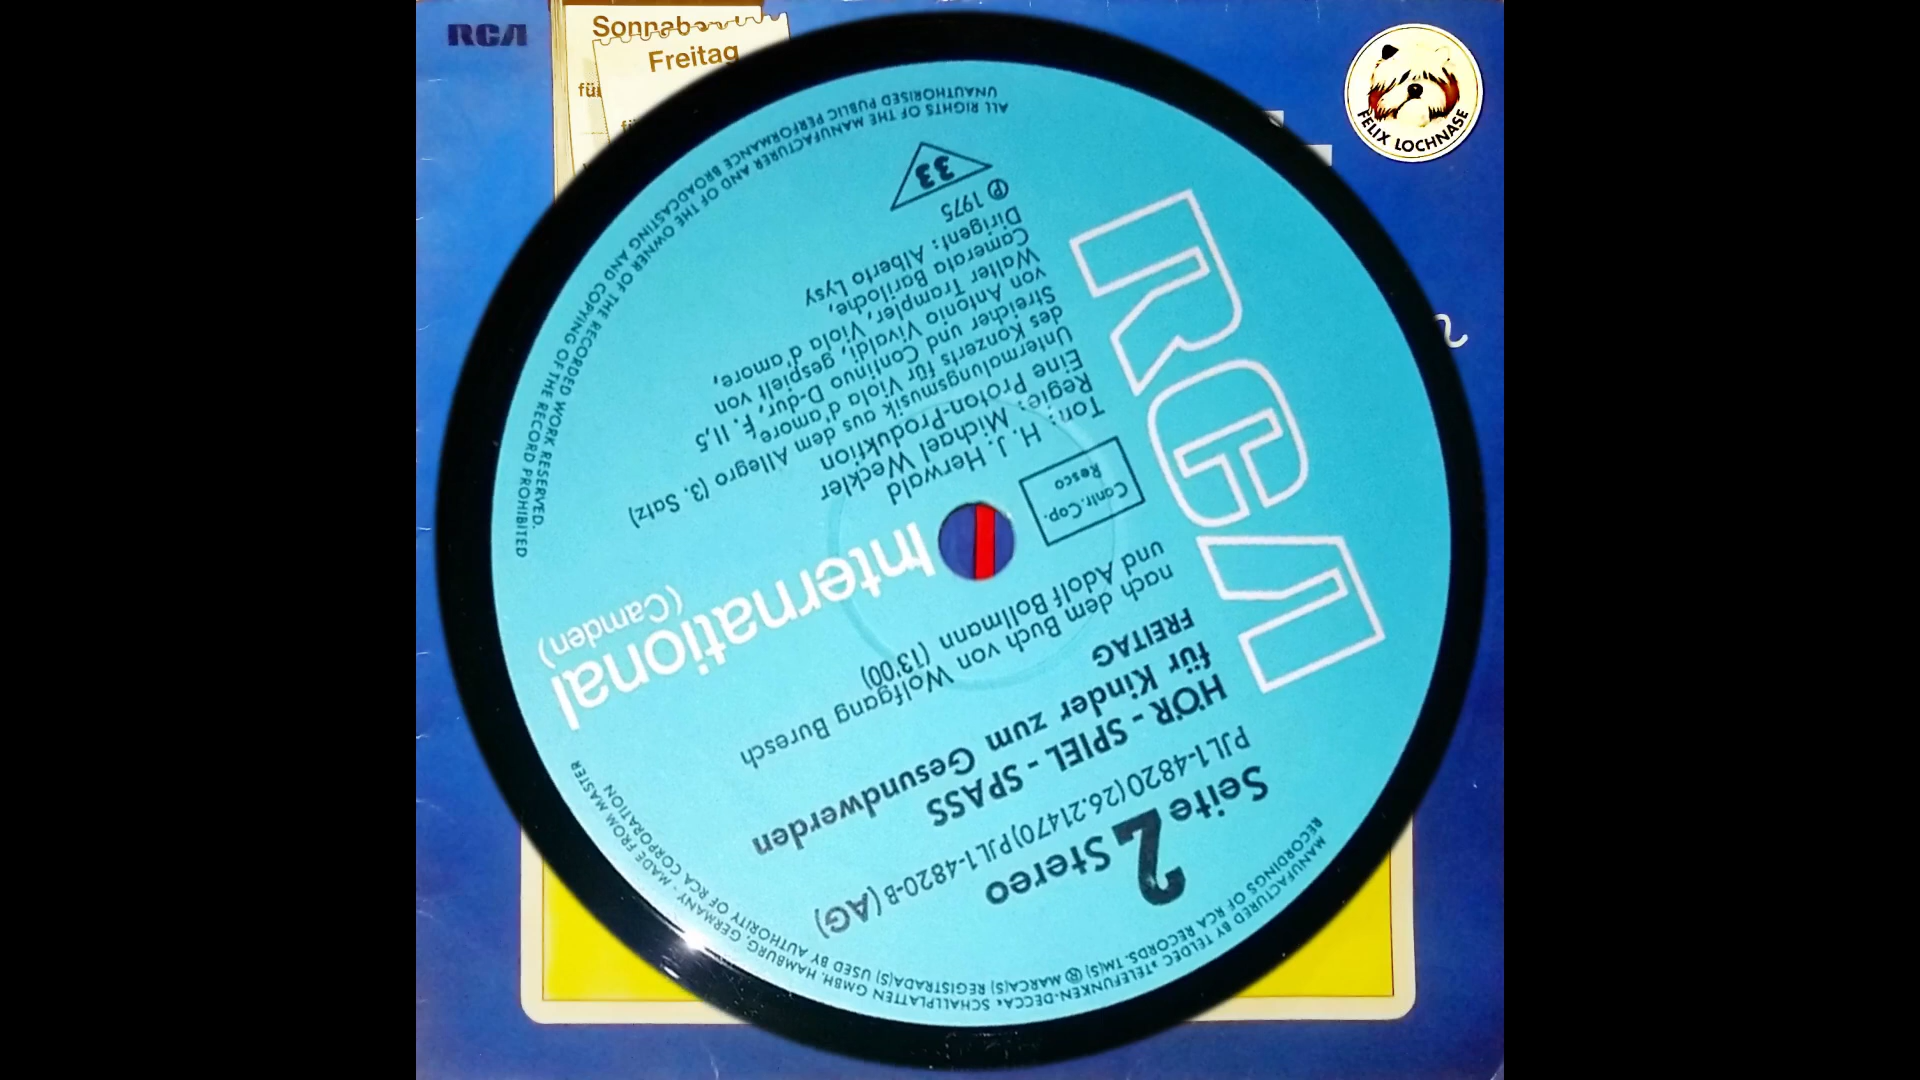 RCA
Sonnabend
Freitag
für
FELIX LOCHNASE
RCA
International
(Camden)
Seite 2 Stereo
PJL1-4820(26.21470)PJL1-4820-B(AG)
HÖR - SPIEL - SPASS
für Kinder zum Gesundwerden
FREITAG
nach dem Buch von Wolfgang Buresch
und Adolf Bollmann (13'00)
Contr.Cop.
Resco
Ton: H. J. Herwald
Regie: Michael Weckler
Eine Proton-Produktion
Untermalungsmusik aus dem Allegro (3. Satz)
des Konzerts für Viola d'amore,
Streicher und Continuo D-dur, F. II,5
von Antonio Vivaldi, gespielt von
Walter Trampler, Viola d'amore,
Camerata Bariloche,
Dirigent: Alberto Lysy
℗ 1975
33
MANUFACTURED BY TELDEC »TELEFUNKEN-DECCA« SCHALLPLATTEN GMBH. HAMBURG, GERMANY - MADE FROM MASTER
RECORDINGS OF RCA RECORDS. TM(S) ® MARCA(S) REGISTRADA(S) USED BY AUTHORITY OF RCA CORPORATION
ALL RIGHTS OF THE MANUFACTURER AND OF THE OWNER OF THE RECORDED WORK RESERVED.
UNAUTHORISED PUBLIC PERFORMANCE BROADCASTING AND COPYING OF THE RECORD PROHIBITED